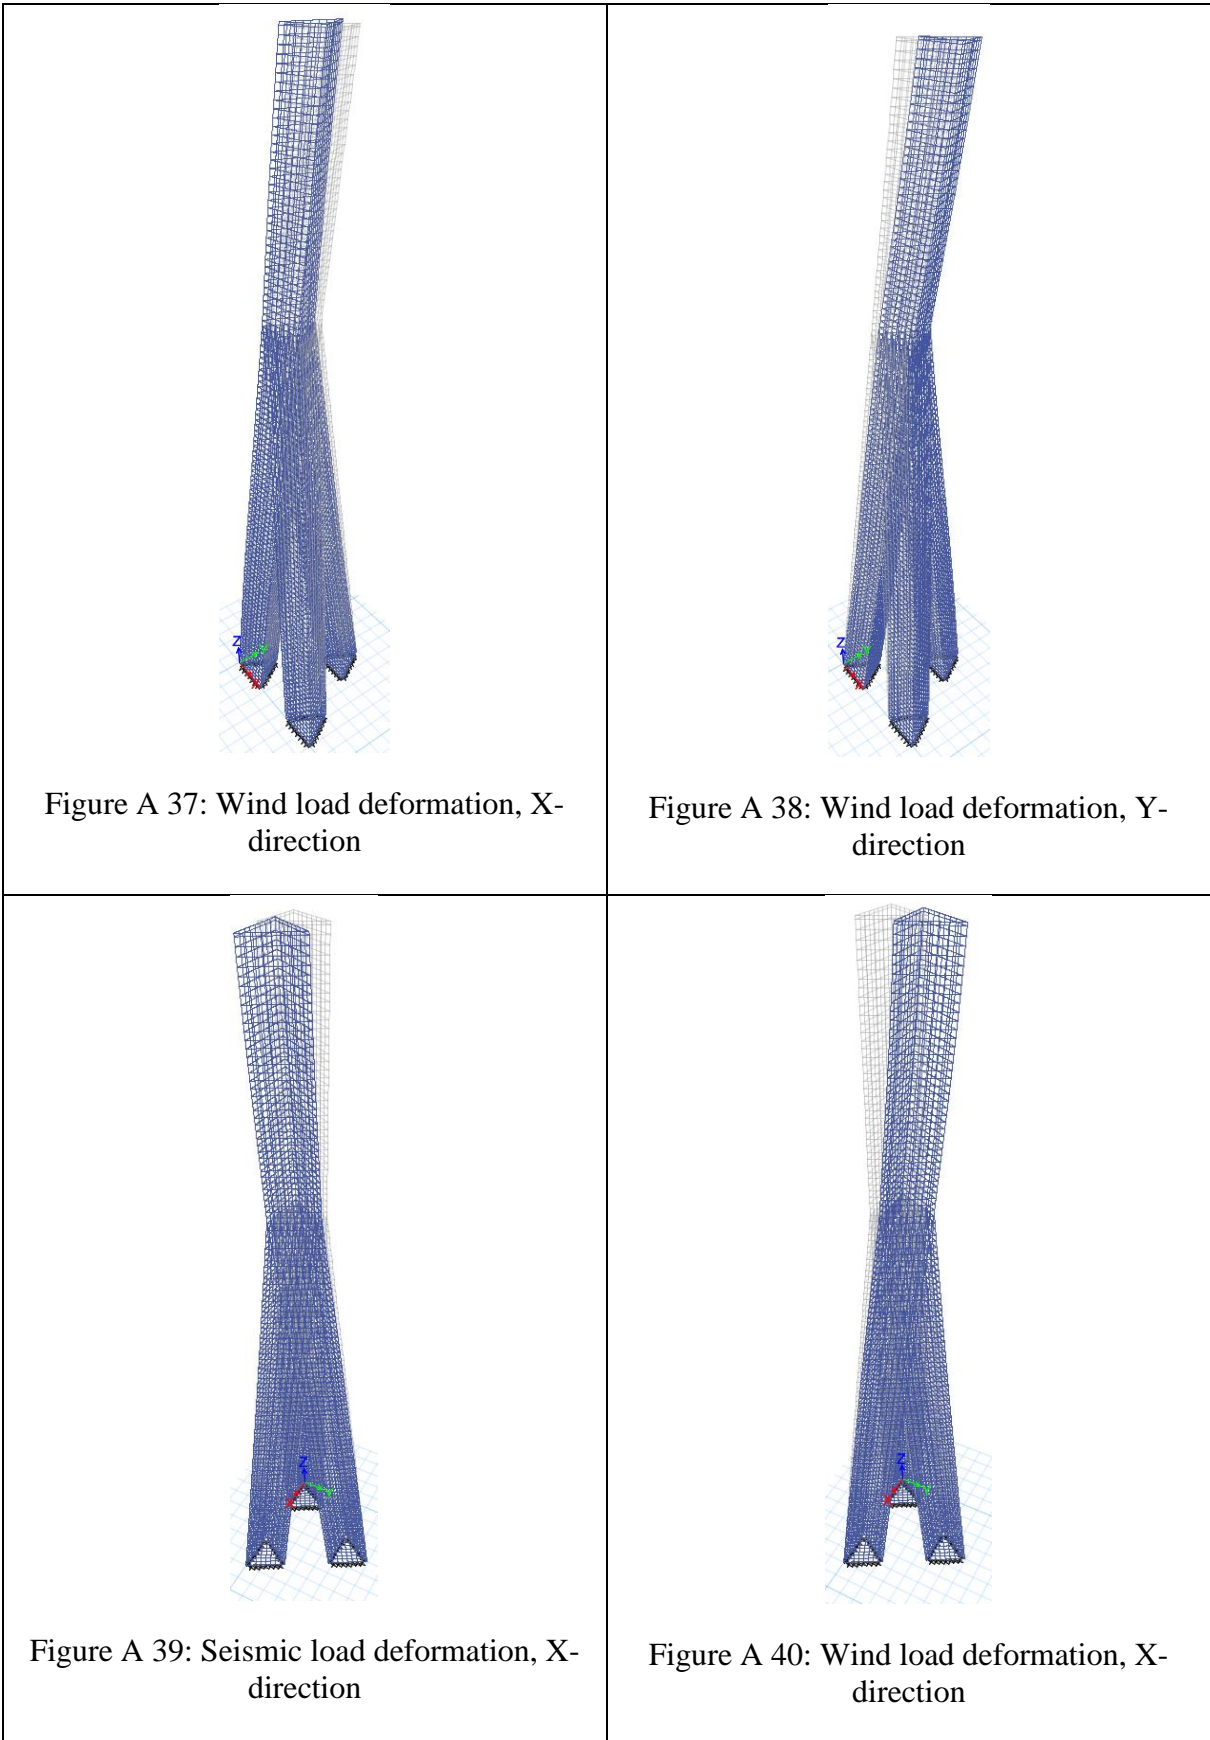 Z
Y
X
Z
Y
X
Figure A 37: Wind load deformation, X-
direction
Figure A 38: Wind load deformation, Y-
direction
Z
X
Y
Z
X
Y
Figure A 39: Seismic load deformation, X-
direction
Figure A 40: Wind load deformation, X-
direction